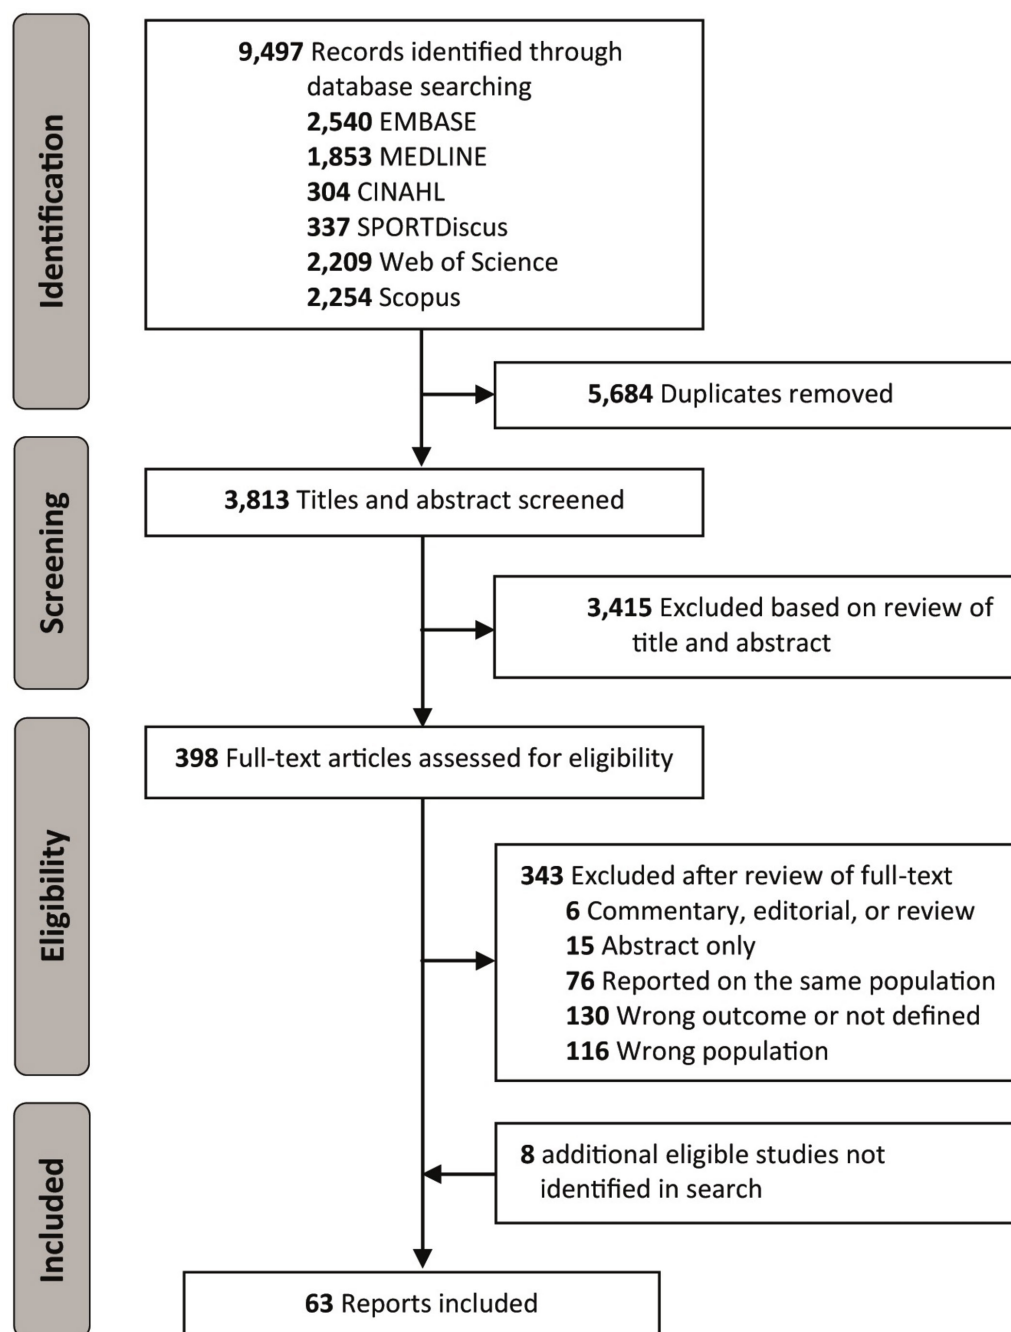 Identification
9,497 Records identified through
database searching
2,540 EMBASE
1,853 MEDLINE
304 CINAHL
337 SPORTDiscus
2,209 Web of Science
2,254 Scopus
5,684 Duplicates removed
Screening
3,813 Titles and abstract screened
3,415 Excluded based on review of
title and abstract
Eligibility
398 Full-text articles assessed for eligibility
343 Excluded after review of full-text
6 Commentary, editorial, or review
15 Abstract only
76 Reported on the same population
130 Wrong outcome or not defined
116 Wrong population
Included
8 additional eligible studies not
identified in search
63 Reports included